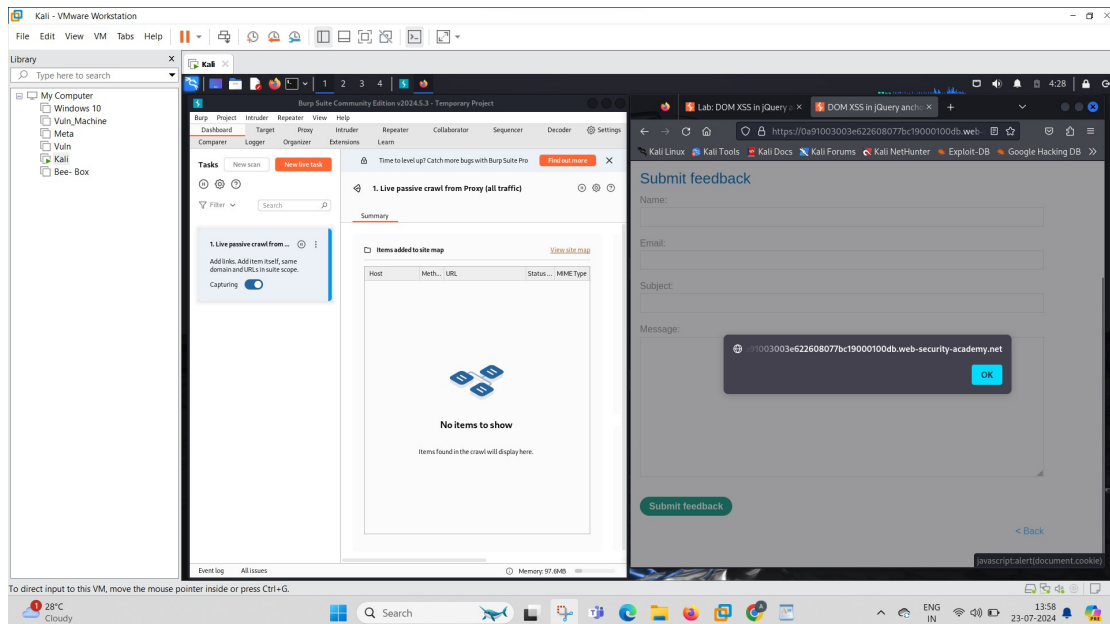 Kali - VMware Workstation
File Edit View VM Tabs Help
Library
Type here to search
My Computer
Windows 10
Vuln_Machine
Meta
Vuln
Kali
Bee- Box
Kali
1 2 3 4
4:28
Burp Suite Community Edition v2024.5.3 - Temporary Project
Burp Project Intruder Repeater View Help
Dashboard Target Proxy Intruder Repeater Collaborator Sequencer Decoder Settings
Comparer Logger Organizer Extensions Learn
Tasks New scan New live task
Time to level up? Catch more bugs with Burp Suite Pro Find out more
Filter Search
1. Live passive crawl from Proxy (all traffic)
Summary
1. Live passive crawl from ...
Add links. Add item itself, same
domain and URLs in suite scope.
Capturing
Items added to site map View site map
Host Meth... URL Status ... MIME Type
No items to show
Items found in the crawl will display here.
Event log All issues
Memory: 97.6MB
Lab: DOM XSS in jQuery a
DOM XSS in jQuery ancho
https://0a91003003e622608077bc19000100db.web-
Kali Linux Kali Tools Kali Docs Kali Forums Kali NetHunter Exploit-DB Google Hacking DB
Submit feedback
Name:
Email:
Subject:
Message:
91003003e622608077bc19000100db.web-security-academy.net
OK
Submit feedback
< Back
javascript:alert(document.cookie)
To direct input to this VM, move the mouse pointer inside or press Ctrl+G.
1
28°C
Cloudy
Search
ENG
IN
13:58
23-07-2024
PRE